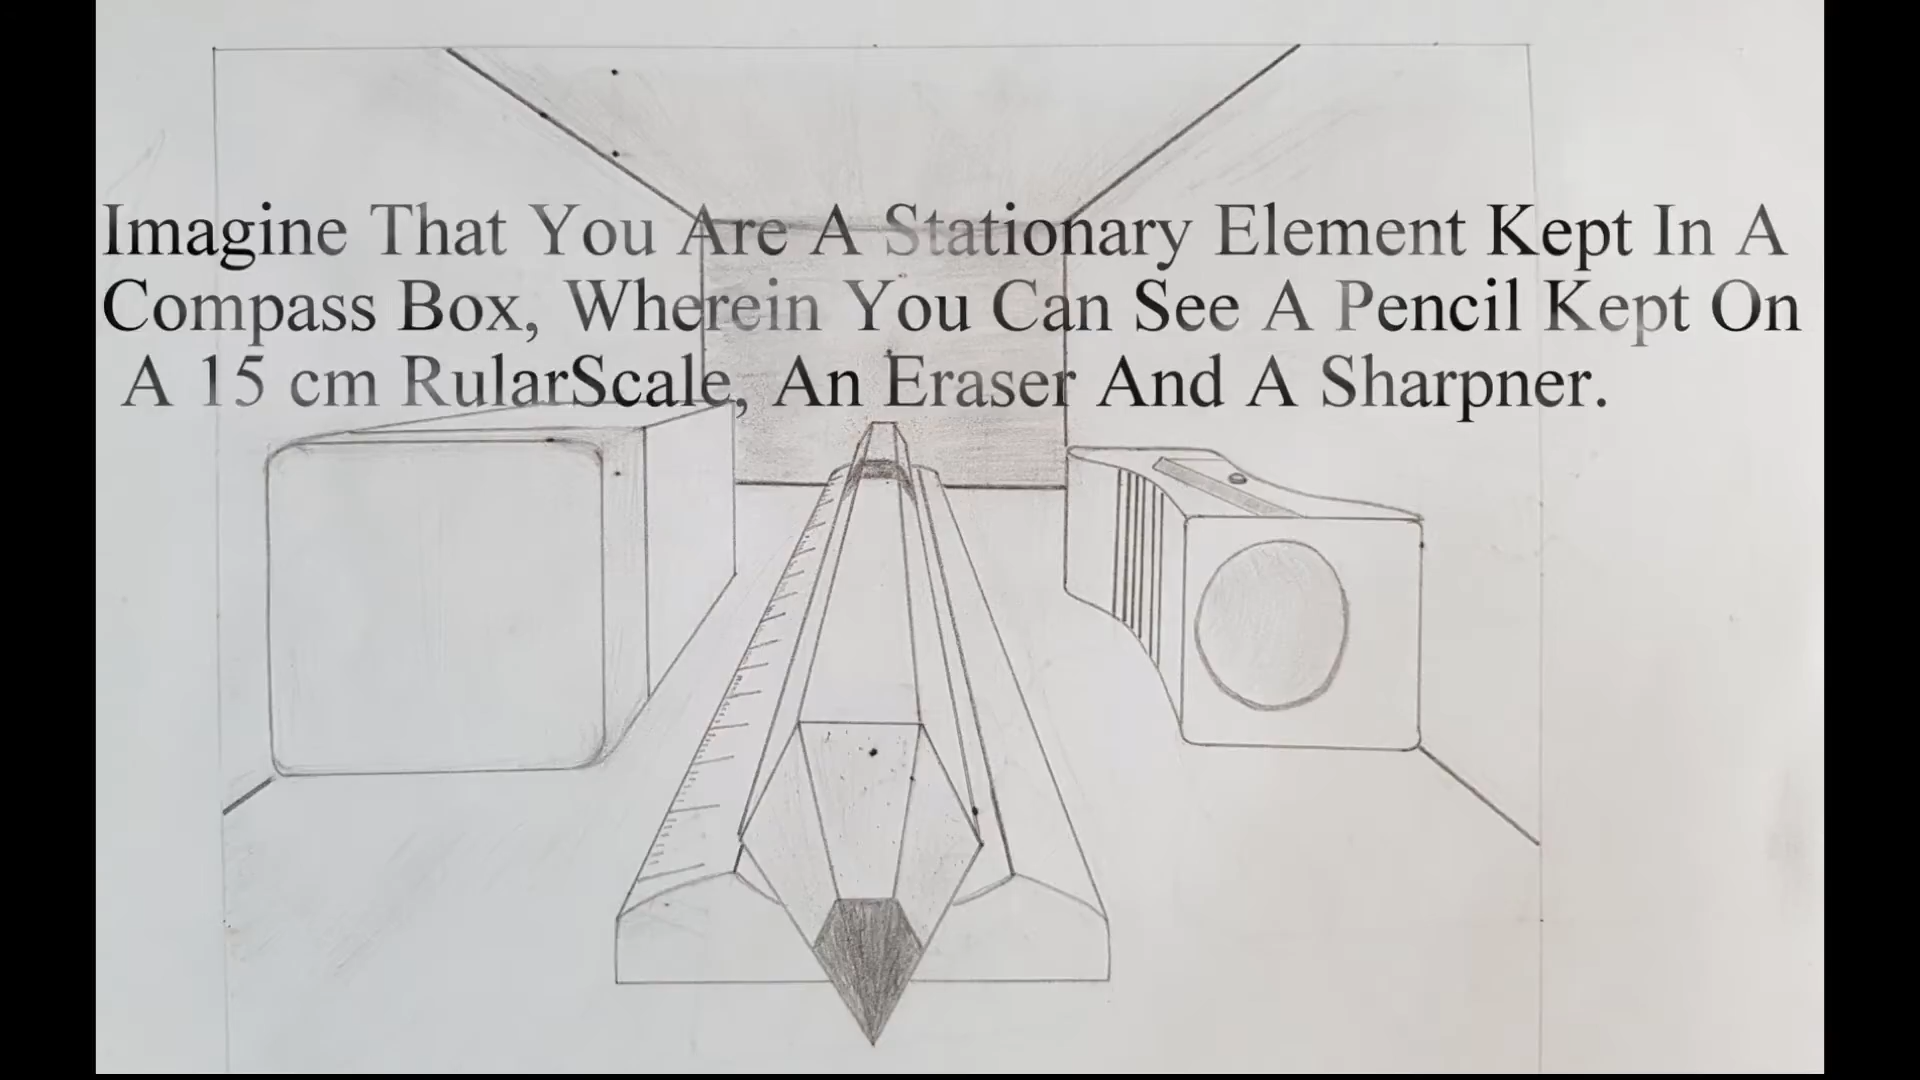 Imagine That You Are A Stationary Element Kept In A
Compass Box, Wherein You Can See A Pencil Kept On
A 15 cm RularScale, An Eraser And A Sharpner.